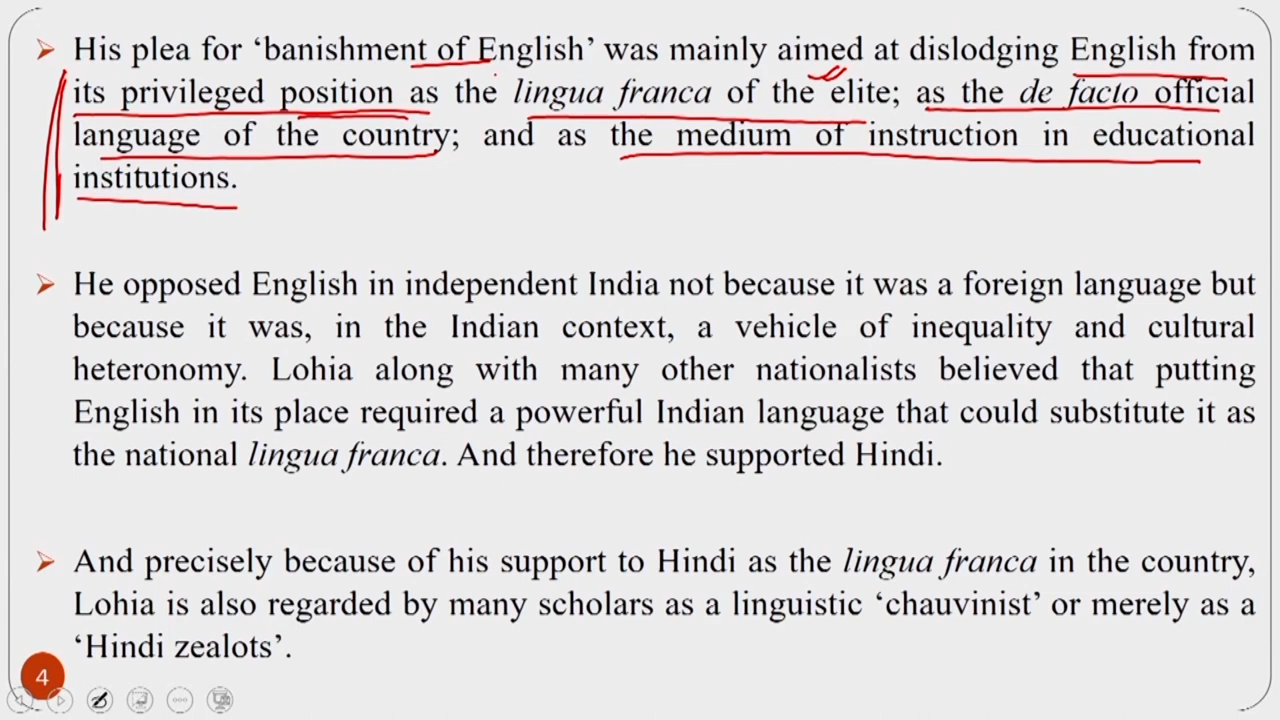 His plea for ‘banishment of English’ was mainly aimed at dislodging English from
its privileged position as the lingua franca of the elite; as the de facto official
language of the country; and as the medium of instruction in educational
institutions.
He opposed English in independent India not because it was a foreign language but
because it was, in the Indian context, a vehicle of inequality and cultural
heteronomy. Lohia along with many other nationalists believed that putting
English in its place required a powerful Indian language that could substitute it as
the national lingua franca. And therefore he supported Hindi.
And precisely because of his support to Hindi as the lingua franca in the country,
Lohia is also regarded by many scholars as a linguistic ‘chauvinist’ or merely as a
‘Hindi zealots’.
4